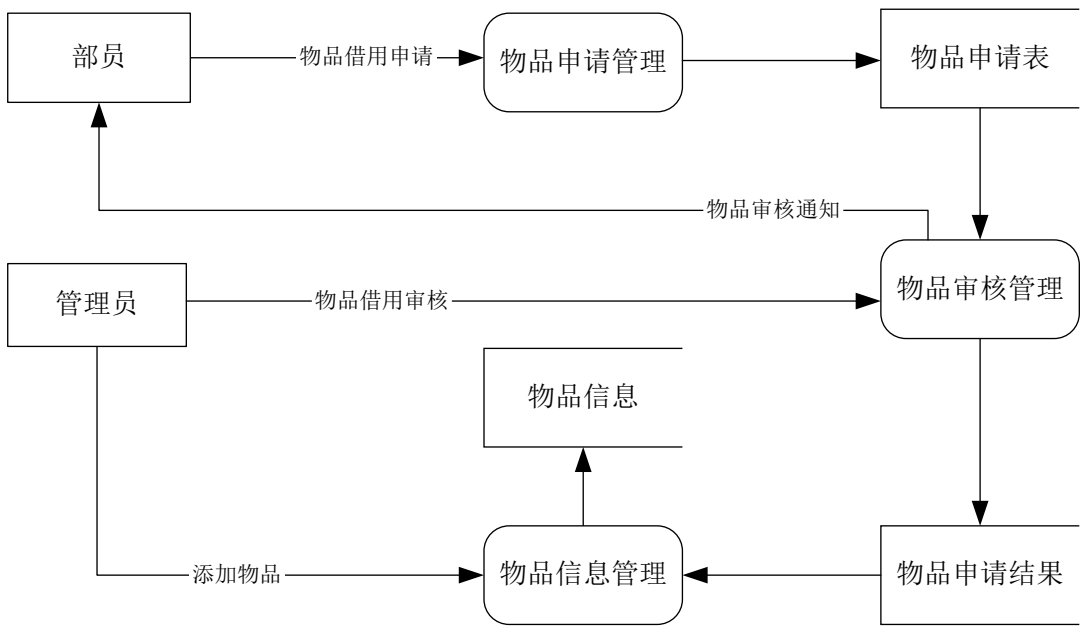 部员
物品借用申请
物品申请管理
物品申请表
物品审核通知
管理员
物品借用审核
物品审核管理
物品信息
添加物品
物品信息管理
物品申请结果